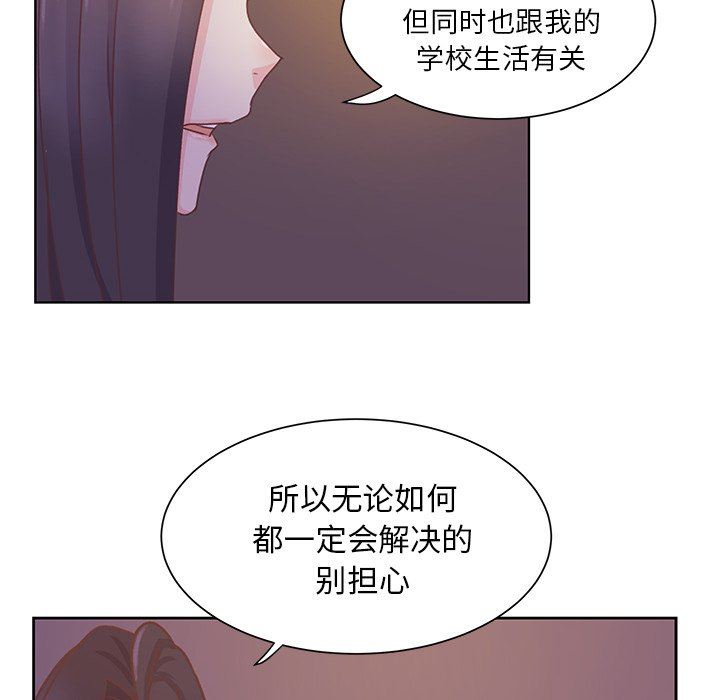 但同时也跟我的
学校生活有关
所以无论如何
都一定会解决的
别担心